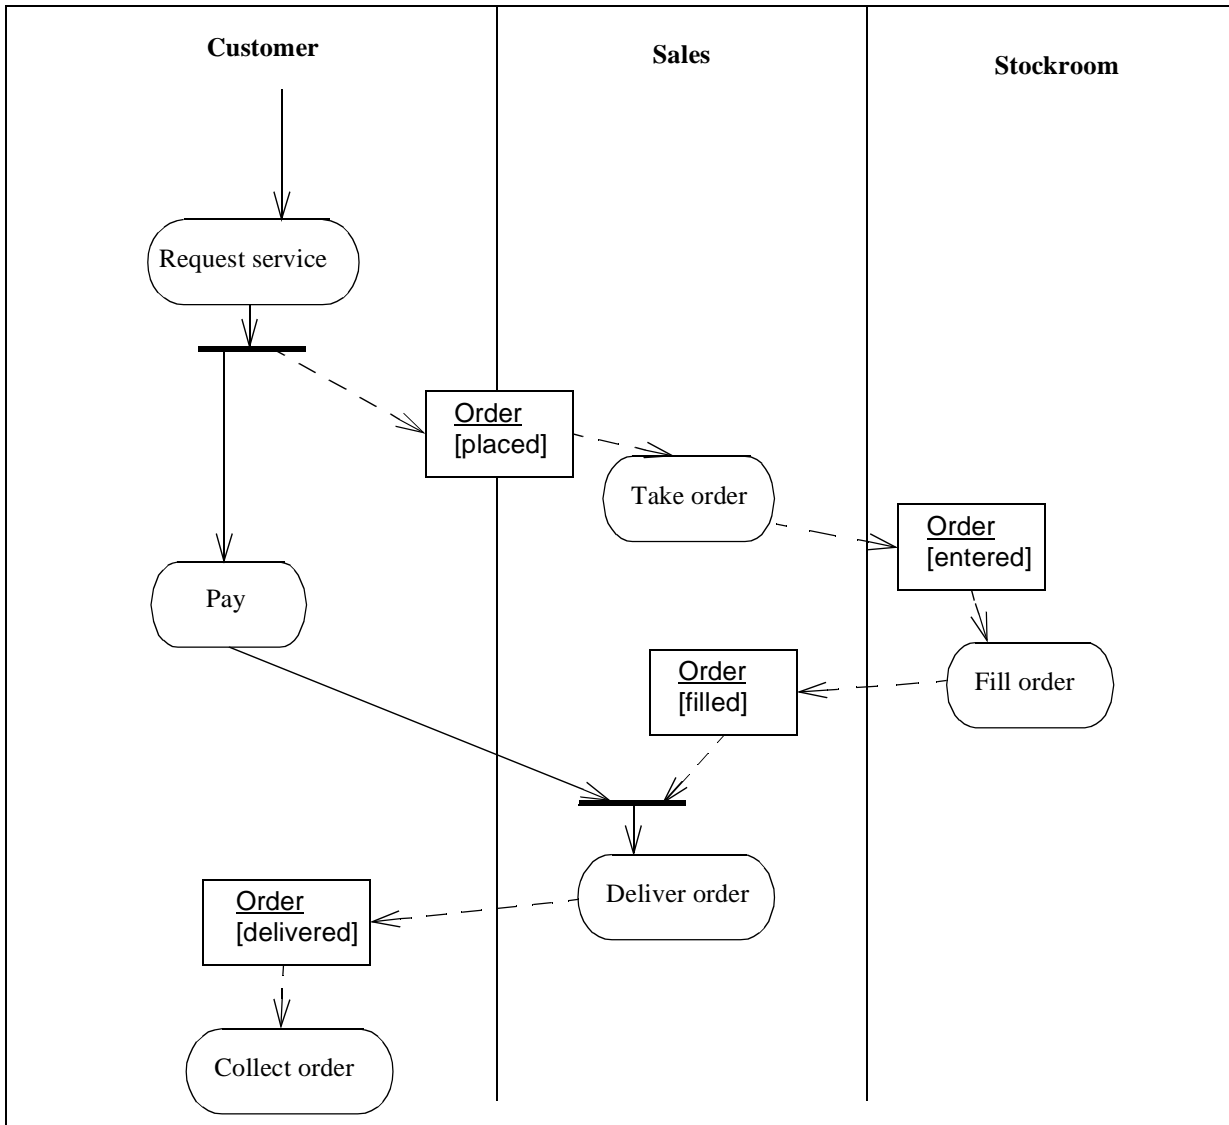 Customer
Sales
Stockroom
Request service
Order
[placed]
Take order
Order
[entered]
Pay
Order
[filled]
Fill order
Deliver order
Order
[delivered]
Collect order